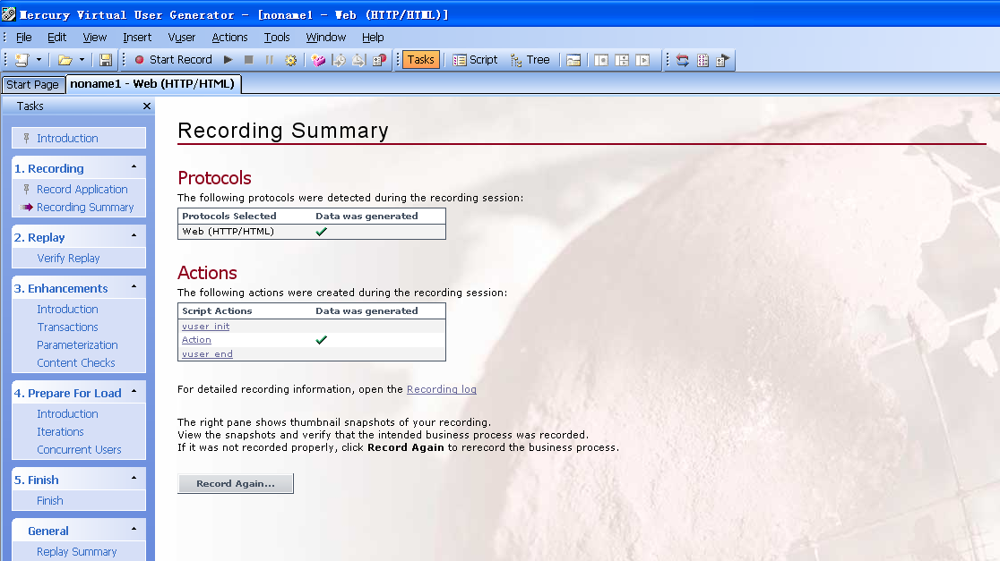 Mercury Virtual User Generator - [noname1 - Web (HTTP/HTML)]
File Edit View Insert Vuser Actions Tools Window Help
Start Record Tasks Script Tree
Start Page noname1 - Web (HTTP/HTML)
Tasks
Introduction
1. Recording
Record Application
Recording Summary
2. Replay
Verify Replay
3. Enhancements
Introduction
Transactions
Parameterization
Content Checks
4. Prepare For Load
Introduction
Iterations
Concurrent Users
5. Finish
Finish
General
Replay Summary
Recording Summary
Protocols
The following protocols were detected during the recording session:
Protocols Selected Data was generated
Web (HTTP/HTML)
Actions
The following actions were created during the recording session:
Script Actions Data was generated
vuser_init
Action
vuser_end
For detailed recording information, open the Recording log
The right pane shows thumbnail snapshots of your recording.
View the snapshots and verify that the intended business process was recorded.
If it was not recorded properly, click Record Again to rerecord the business process.
Record Again...